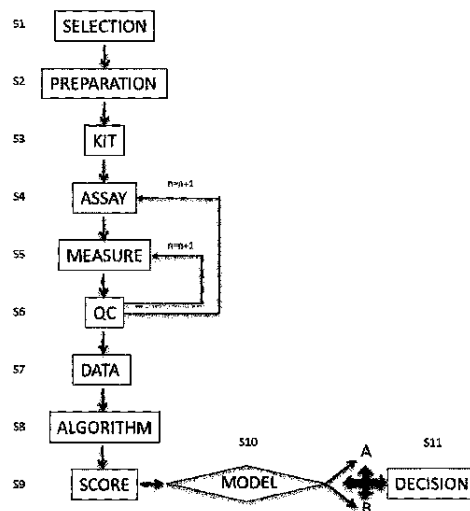 S1 SELECTION
S2 PREPARATION
S3 KIT
n=n+1
S4 ASSAY
n=n+1
S5 MEASURE
S6 QC
S7 DATA
S8 ALGORITHM
S10 A S11
S9 SCORE MODEL DECISION
B